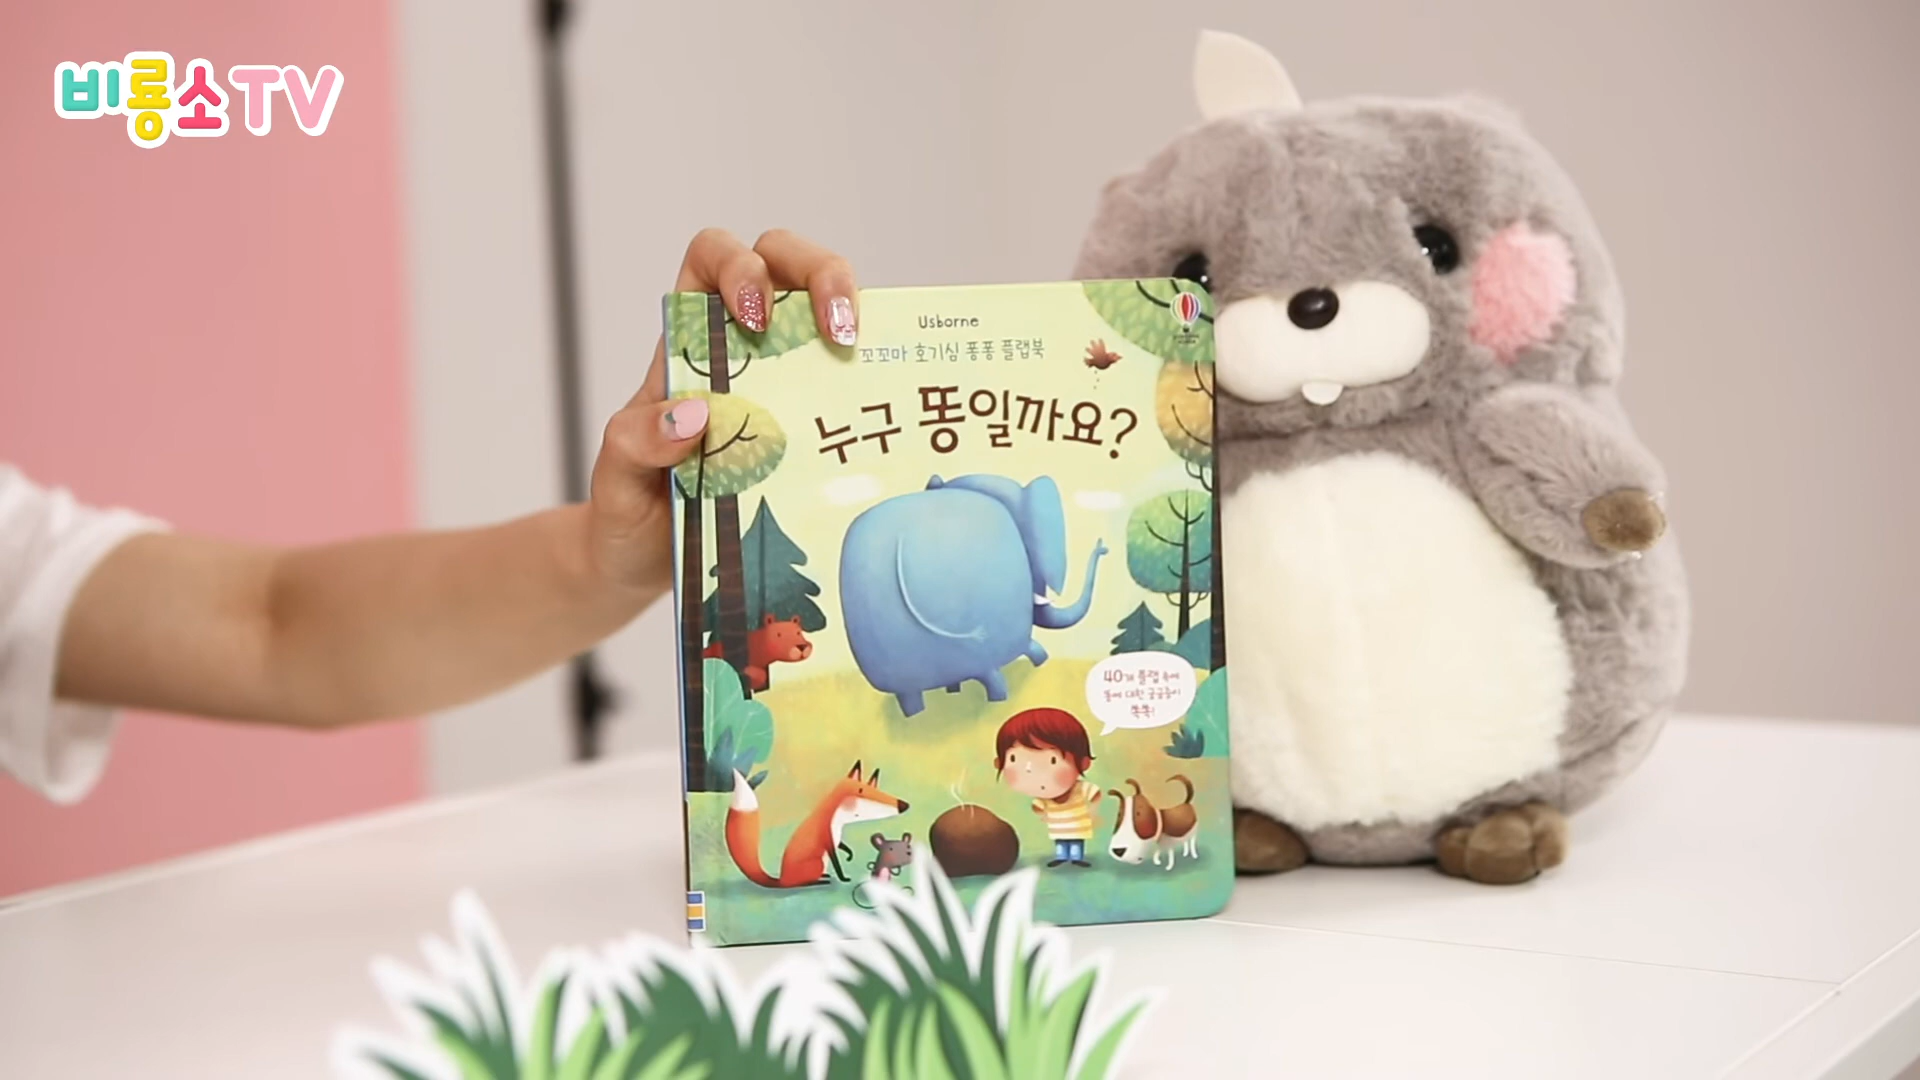 비룡소TV
Usborne
꼬꼬마 호기심 퐁퐁 플랩북
누구 똥일까요?
40개 플랩 속에
똥에 대한 궁금증이
쏙쏙!